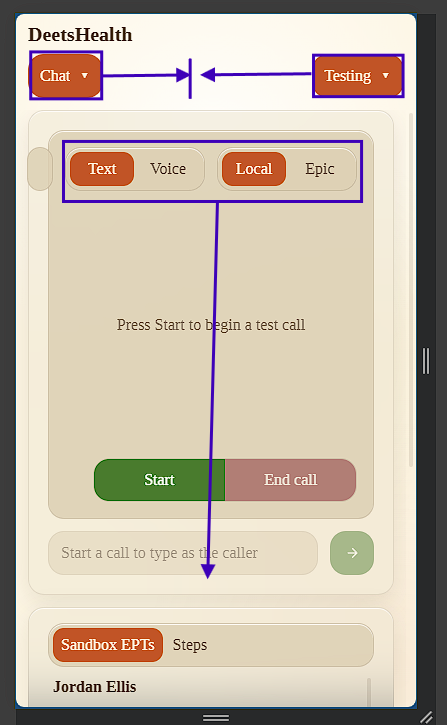 DeetsHealth
Chat ▼ Testing ▼
Text Voice Local Epic
Press Start to begin a test call
Start End call
Start a call to type as the caller →
Sandbox EPTs Steps
Jordan Ellis